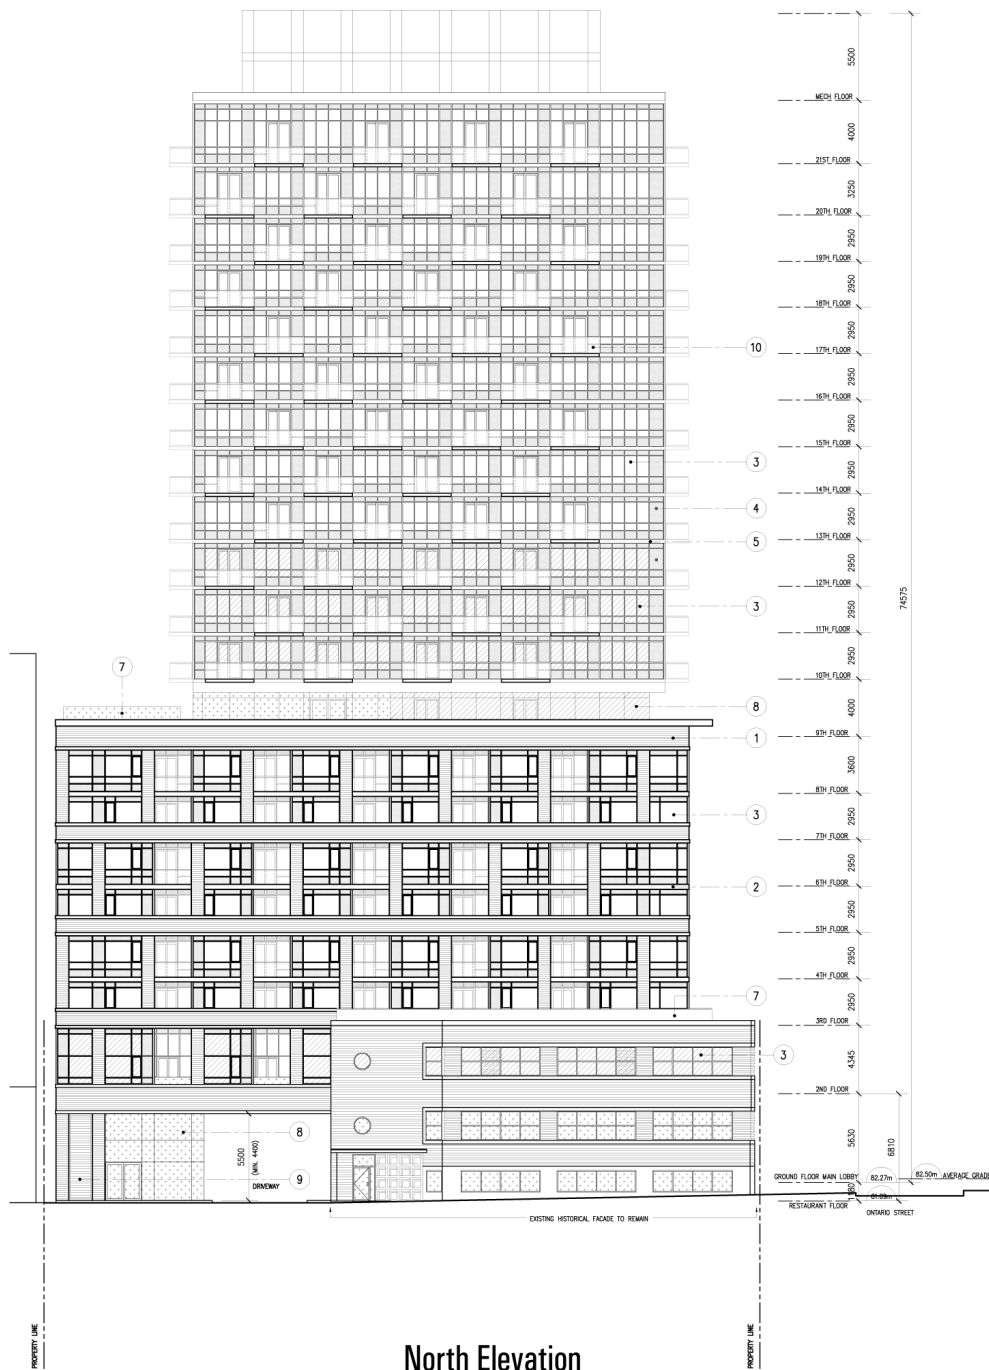 5500
MECH FLOOR
4000
21ST FLOOR
3250
20TH FLOOR
2950
19TH FLOOR
2950
18TH FLOOR
2950
10
17TH FLOOR
2950
16TH FLOOR
2950
15TH FLOOR
3
2950
14TH FLOOR
4
2950
5
13TH FLOOR
2950
12TH FLOOR
74575
3
2950
11TH FLOOR
2950
7
10TH FLOOR
8
4000
1
9TH FLOOR
3600
8TH FLOOR
3
2950
7TH FLOOR
2950
2
6TH FLOOR
2950
5TH FLOOR
2950
4TH FLOOR
7
2950
3RD FLOOR
3
4345
2ND FLOOR
8
5500
(MIN. 4400)
5630
6810
9
DRIVEWAY
GROUND FLOOR MAIN LOBBY
82.27m
82.50m AVERAGE GRADE
1180
RESTAURANT FLOOR
ONTARIO STREET
EXISTING HISTORICAL FACADE TO REMAIN
PROPERTY LINE
PROPERTY LINE
North Elevation